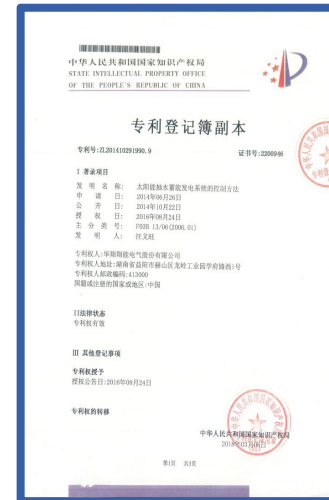 中华人民共和国国家知识产权局
STATE INTELLECTUAL PROPERTY OFFICE
OF THE PEOPLE'S REPUBLIC OF CHINA
专利登记簿副本
专利号:ZL201410291990.9 证书号:2200946
I 著录项目
发明名称: 太阳能抽水蓄能发电系统的控制方法
申请日: 2014年06月26日
公开日: 2014年10月22日
授权日: 2016年08月24日
主分类号: F03B 13/06(2006.01)
发明人: 汪义旺
专利权人:华翔翔能电气股份有限公司
专利权人地址:湖南省益阳市赫山区龙岭工业园学府路西1号
专利权人邮政编码:413000
国籍或注册的国家或地区:中国
II法律状态
专利权有效
III 其他登记事项
专利权授予
授权公告日:2016年08月24日
专利权的转移
中华人民共和国国家知识产权局
第1页 共3页